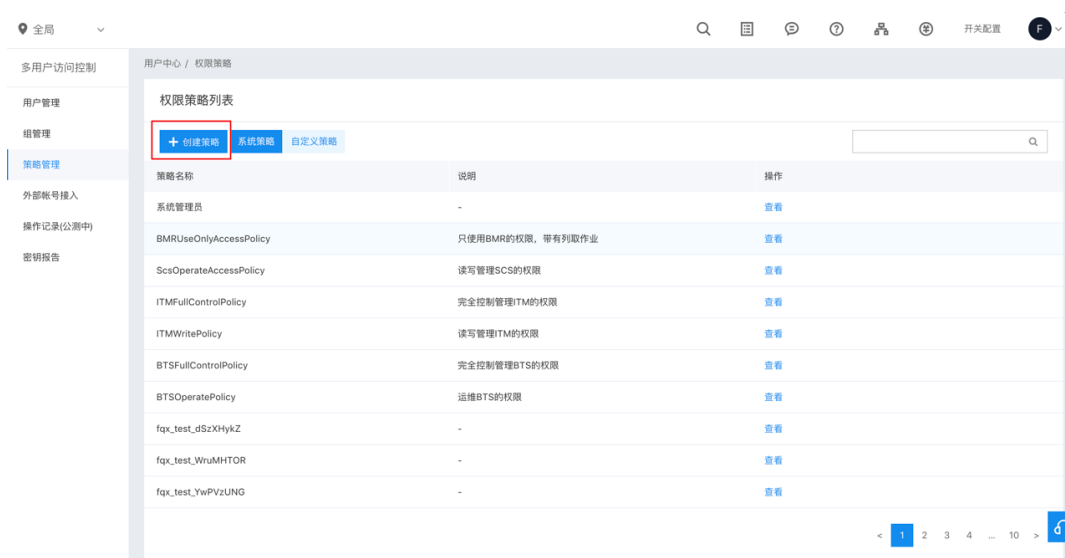 全局 开关配置 F
多用户访问控制
用户管理
组管理
策略管理
外部帐号接入
操作记录(公测中)
密钥报告
用户中心 / 权限策略
权限策略列表
+ 创建策略 系统策略 自定义策略
策略名称 说明 操作
系统管理员 - 查看
BMRUseOnlyAccessPolicy 只使用BMR的权限，带有列取作业 查看
ScsOperateAccessPolicy 读写管理SCS的权限 查看
ITMFullControlPolicy 完全控制管理ITM的权限 查看
ITMWritePolicy 读写管理ITM的权限 查看
BTSFullControlPolicy 完全控制管理BTS的权限 查看
BTSOperatePolicy 运维BTS的权限 查看
fqx_test_dSzXHykZ - 查看
fqx_test_WruMHTOR - 查看
fqx_test_YwPVzUNG - 查看
< 1 2 3 4 ... 10 >